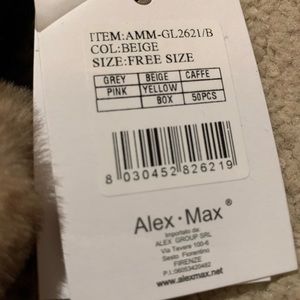 ITEM:AMM-GL2621/B
COL:BEIGE
SIZE:FREE SIZE
GREY BEIGE CAFFE
PINK YELLOW
BOX 50PCS
8 030452 826219
Alex·Max®
Importato da
ALEX GROUP SRL
Via Tevere 100-6
Sesto Fiorentino
FIRENZE
P.I.:06053420482
www.alexmax.net